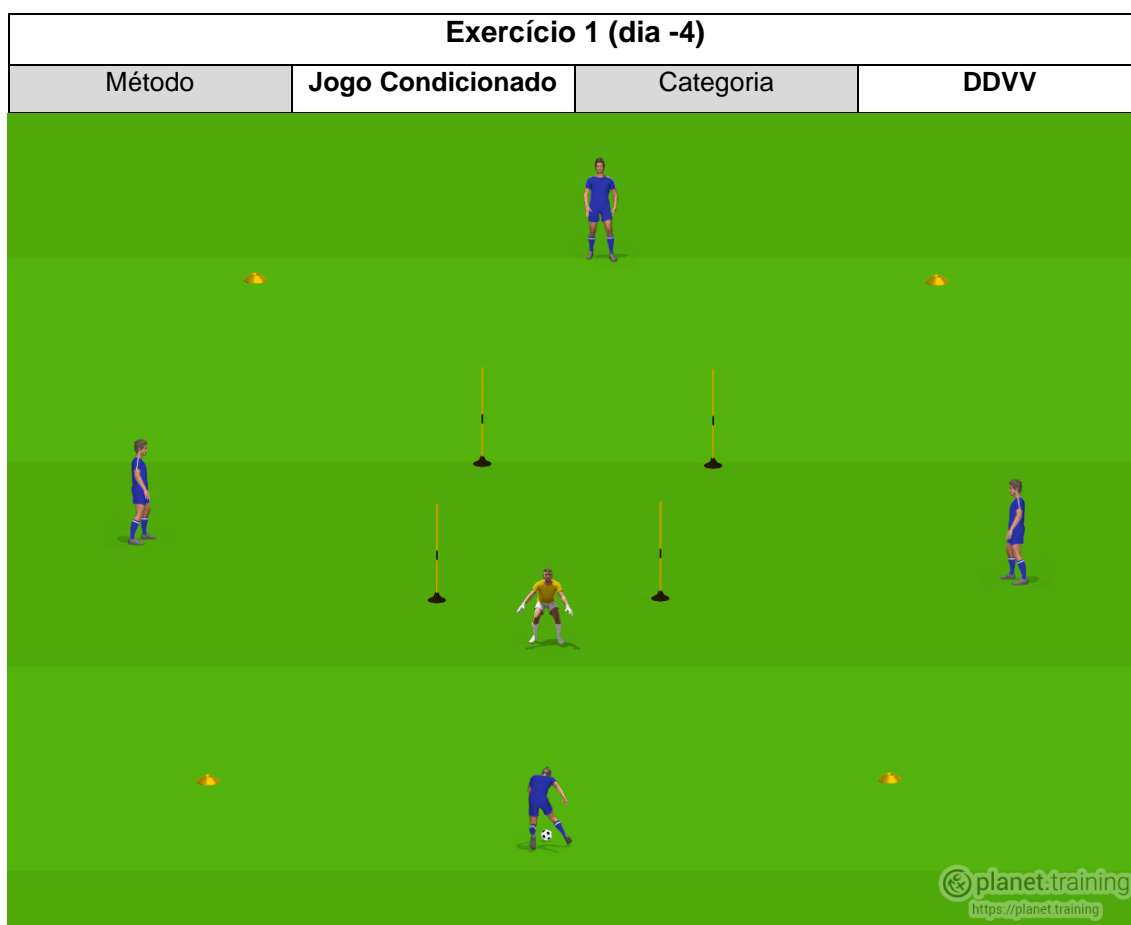 Exercício 1 (dia -4)
Método Jogo Condicionado Categoria DDVV
planet.training
https://planet.training